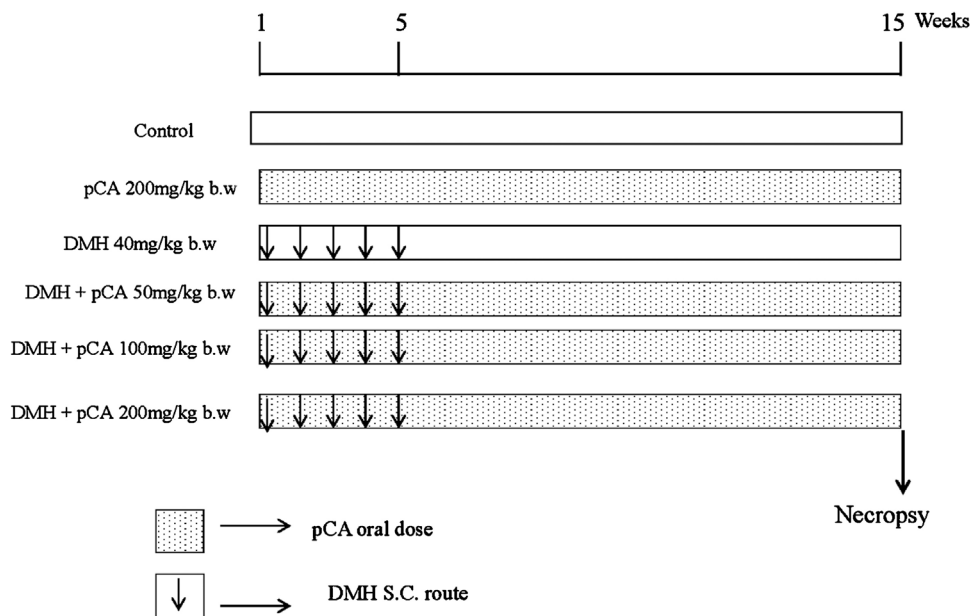 1 5 15 Weeks
Control
pCA 200mg/kg b.w
DMH 40mg/kg b.w
DMH + pCA 50mg/kg b.w
DMH + pCA 100mg/kg b.w
DMH + pCA 200mg/kg b.w
Necropsy
pCA oral dose
DMH S.C. route